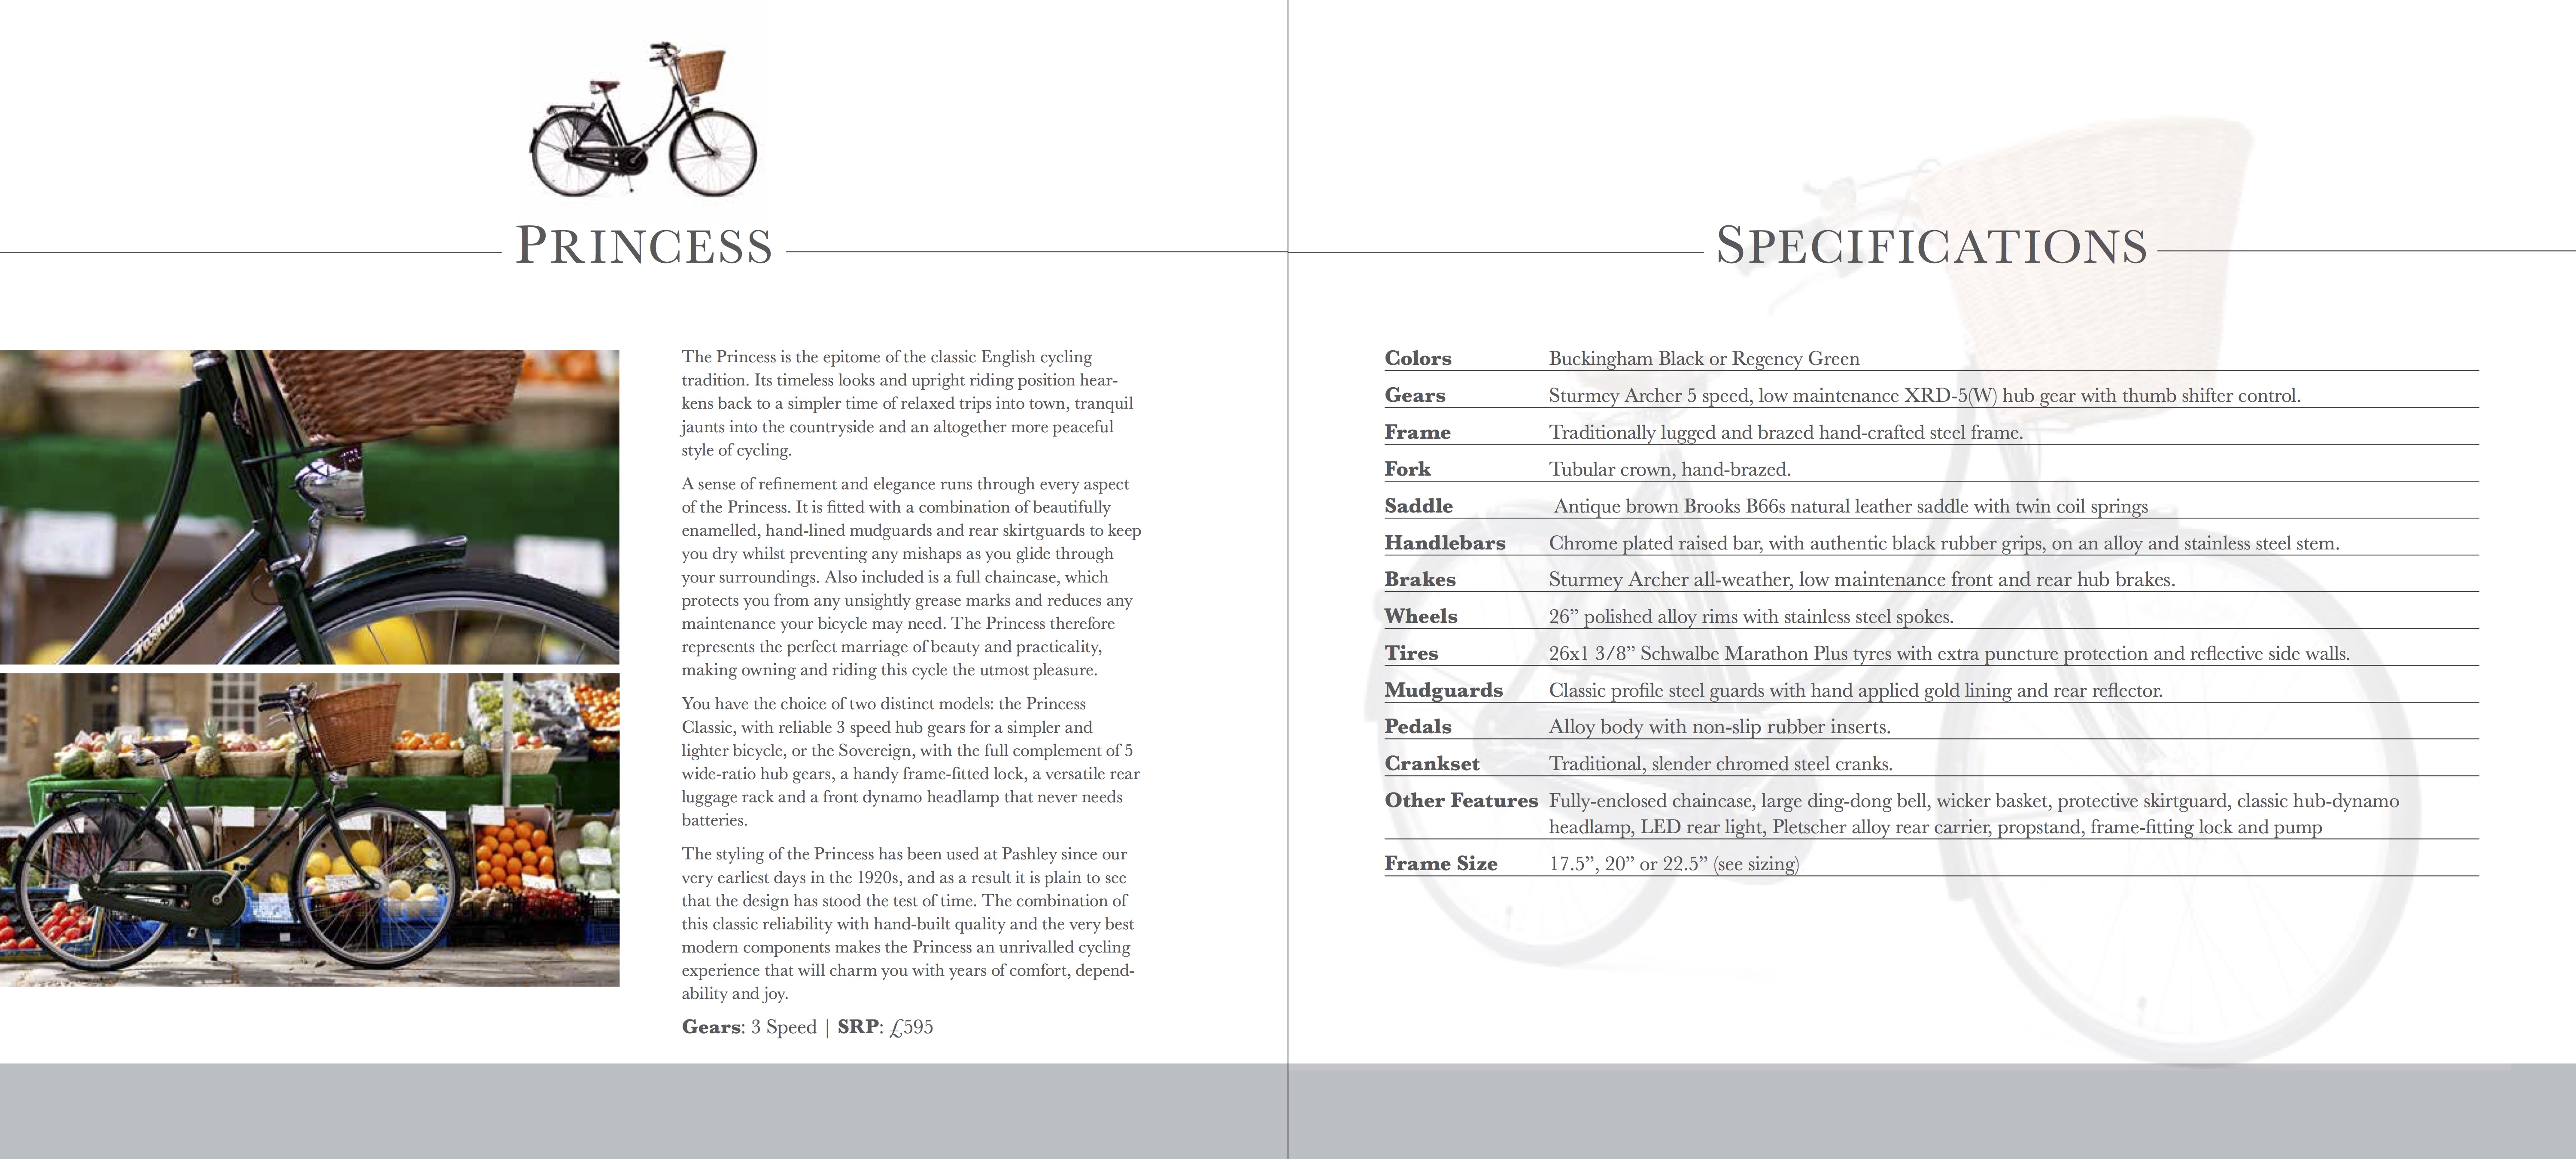 PRINCESS
The Princess is the epitome of the classic English cycling
tradition. Its timeless looks and upright riding position hear-
kens back to a simpler time of relaxed trips into town, tranquil
jaunts into the countryside and an altogether more peaceful
style of cycling.
A sense of refinement and elegance runs through every aspect
of the Princess. It is fitted with a combination of beautifully
enamelled, hand-lined mudguards and rear skirtguards to keep
you dry whilst preventing any mishaps as you glide through
your surroundings. Also included is a full chaincase, which
protects you from any unsightly grease marks and reduces any
maintenance your bicycle may need. The Princess therefore
represents the perfect marriage of beauty and practicality,
making owning and riding this cycle the utmost pleasure.
You have the choice of two distinct models: the Princess
Classic, with reliable 3 speed hub gears for a simpler and
lighter bicycle, or the Sovereign, with the full complement of 5
wide-ratio hub gears, a handy frame-fitted lock, a versatile rear
luggage rack and a front dynamo headlamp that never needs
batteries.
The styling of the Princess has been used at Pashley since our
very earliest days in the 1920s, and as a result it is plain to see
that the design has stood the test of time. The combination of
this classic reliability with hand-built quality and the very best
modern components makes the Princess an unrivalled cycling
experience that will charm you with years of comfort, depend-
ability and joy.
Gears: 3 Speed | SRP: £595
Pashley
SPECIFICATIONS
Colors Buckingham Black or Regency Green
Gears Sturmey Archer 5 speed, low maintenance XRD-5(W) hub gear with thumb shifter control.
Frame Traditionally lugged and brazed hand-crafted steel frame.
Fork Tubular crown, hand-brazed.
Saddle Antique brown Brooks B66s natural leather saddle with twin coil springs
Handlebars Chrome plated raised bar, with authentic black rubber grips, on an alloy and stainless steel stem.
Brakes Sturmey Archer all-weather, low maintenance front and rear hub brakes.
Wheels 26” polished alloy rims with stainless steel spokes.
Tires 26x1 3/8” Schwalbe Marathon Plus tyres with extra puncture protection and reflective side walls.
Mudguards Classic profile steel guards with hand applied gold lining and rear reflector.
Pedals Alloy body with non-slip rubber inserts.
Crankset Traditional, slender chromed steel cranks.
Other Features Fully-enclosed chaincase, large ding-dong bell, wicker basket, protective skirtguard, classic hub-dynamo
headlamp, LED rear light, Pletscher alloy rear carrier, propstand, frame-fitting lock and pump
Frame Size 17.5”, 20” or 22.5” (see sizing)